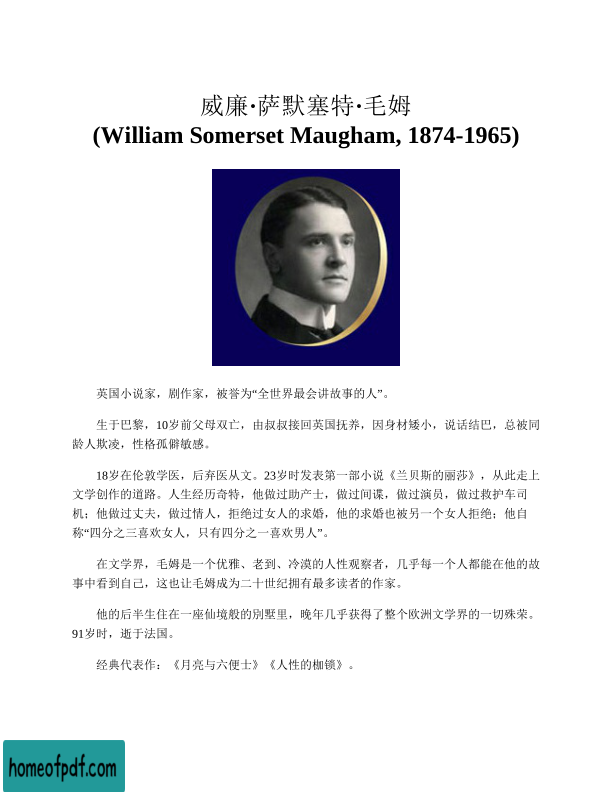 威廉·萨默塞特·毛姆
(William Somerset Maugham, 1874-1965)
英国小说家，剧作家，被誉为“全世界最会讲故事的人”。
生于巴黎，10岁前父母双亡，由叔叔接回英国抚养，因身材矮小，说话结巴，总被同
龄人欺凌，性格孤僻敏感。
18岁在伦敦学医，后弃医从文。23岁时发表第一部小说《兰贝斯的丽莎》，从此走上
文学创作的道路。人生经历奇特，他做过助产士，做过间谍，做过演员，做过救护车司
机；他做过丈夫，做过情人，拒绝过女人的求婚，他的求婚也被另一个女人拒绝；他自
称“四分之三喜欢女人，只有四分之一喜欢男人”。
在文学界，毛姆是一个优雅、老到、冷漠的人性观察者，几乎每一个人都能在他的故
事中看到自己，这也让毛姆成为二十世纪拥有最多读者的作家。
他的后半生住在一座仙境般的别墅里，晚年几乎获得了整个欧洲文学界的一切殊荣。
91岁时，逝于法国。
经典代表作：《月亮与六便士》《人性的枷锁》。
homeofpdf.com